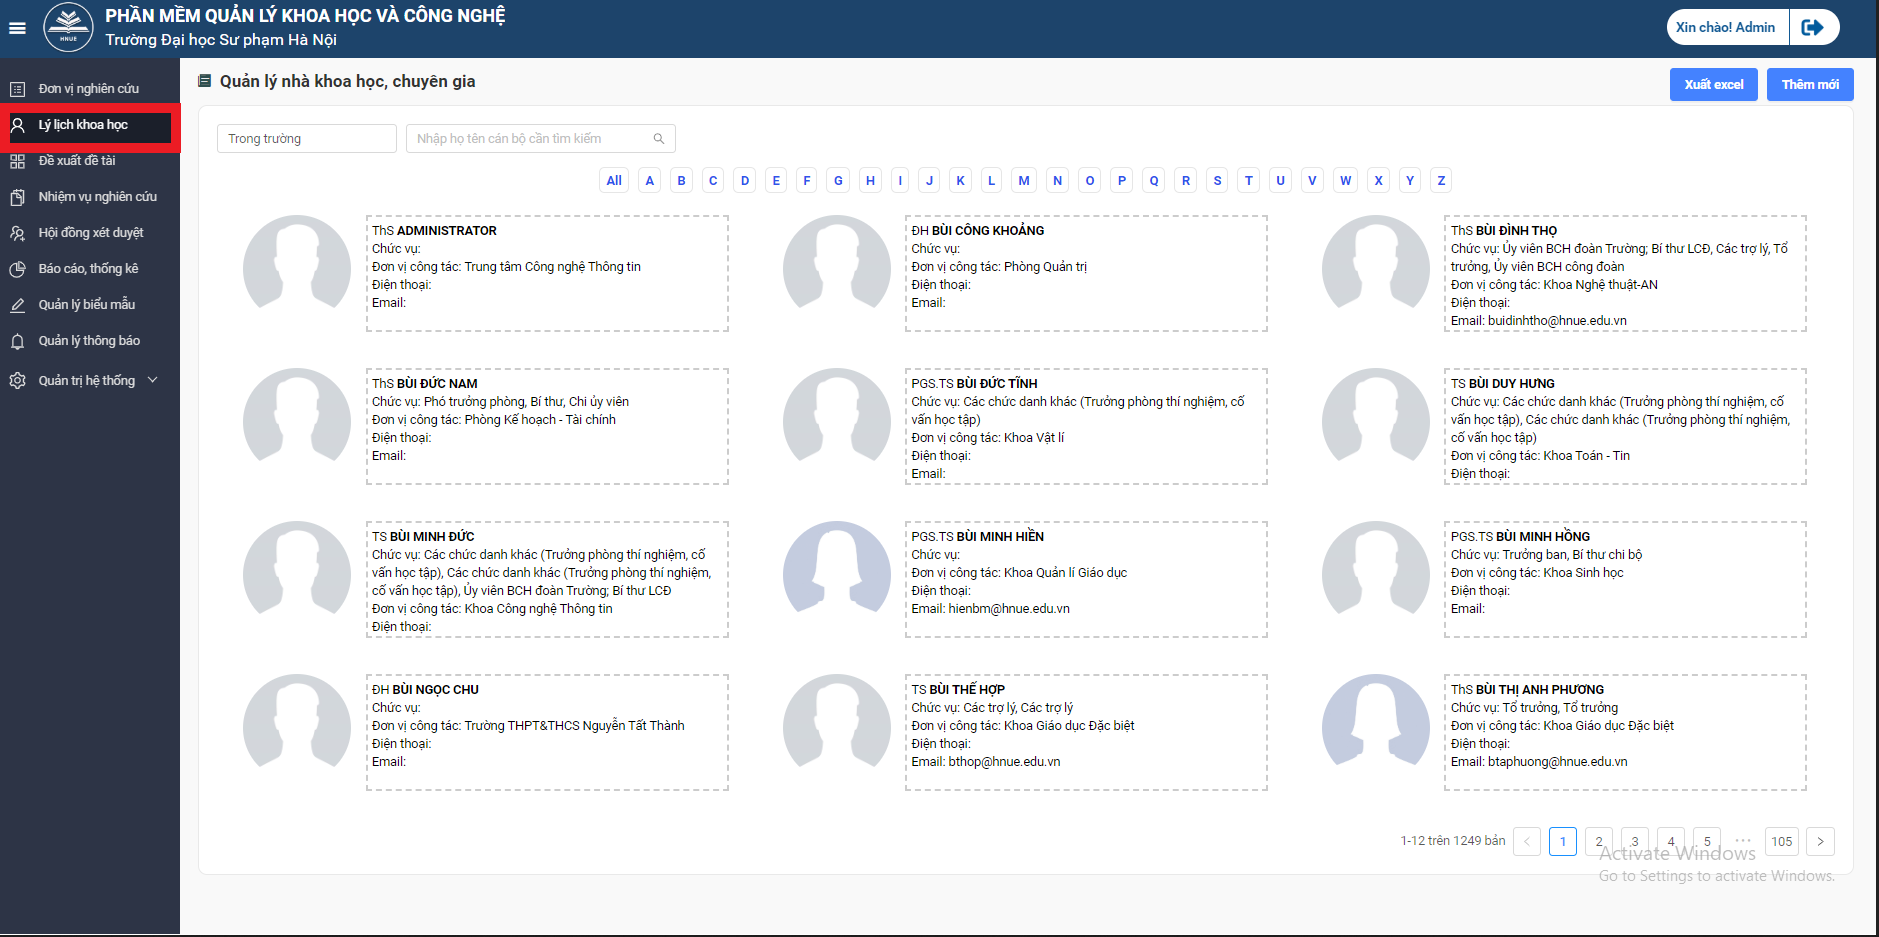 PHẦN MỀM QUẢN LÝ KHOA HỌC VÀ CÔNG NGHỆ
Trường Đại học Sư phạm Hà Nội
HNUE
Xin chào! Admin
Đơn vị nghiên cứu
Lý lịch khoa học
Đề xuất đề tài
Nhiệm vụ nghiên cứu
Hội đồng xét duyệt
Báo cáo, thống kê
Quản lý biểu mẫu
Quản lý thông báo
Quản trị hệ thống
Quản lý nhà khoa học, chuyên gia
Xuất excel
Thêm mới
Trong trường
Nhập họ tên cán bộ cần tìm kiếm
All A B C D E F G H I J K L M N O P Q R S T U V W X Y Z
ThS ADMINISTRATOR
Chức vụ:
Đơn vị công tác: Trung tâm Công nghệ Thông tin
Điện thoại:
Email:
ĐH BÙI CÔNG KHOẢNG
Chức vụ:
Đơn vị công tác: Phòng Quản trị
Điện thoại:
Email:
ThS BÙI ĐÌNH THỌ
Chức vụ: Ủy viên BCH đoàn Trường; Bí thư LCĐ, Các trợ lý, Tổ
trưởng, Ủy viên BCH công đoàn
Đơn vị công tác: Khoa Nghệ thuật-AN
Điện thoại:
Email: buidinhtho@hnue.edu.vn
ThS BÙI ĐỨC NAM
Chức vụ: Phó trưởng phòng, Bí thư, Chi ủy viên
Đơn vị công tác: Phòng Kế hoạch - Tài chính
Điện thoại:
Email:
PGS.TS BÙI ĐỨC TĨNH
Chức vụ: Các chức danh khác (Trưởng phòng thí nghiệm, cố
vấn học tập)
Đơn vị công tác: Khoa Vật lí
Điện thoại:
Email:
TS BÙI DUY HƯNG
Chức vụ: Các chức danh khác (Trưởng phòng thí nghiệm, cố
vấn học tập), Các chức danh khác (Trưởng phòng thí nghiệm,
cố vấn học tập)
Đơn vị công tác: Khoa Toán - Tin
Điện thoại:
TS BÙI MINH ĐỨC
Chức vụ: Các chức danh khác (Trưởng phòng thí nghiệm, cố
vấn học tập), Các chức danh khác (Trưởng phòng thí nghiệm,
cố vấn học tập), Ủy viên BCH đoàn Trường; Bí thư LCĐ
Đơn vị công tác: Khoa Công nghệ Thông tin
Điện thoại:
PGS.TS BÙI MINH HIỀN
Chức vụ:
Đơn vị công tác: Khoa Quản lí Giáo dục
Điện thoại:
Email: hienbm@hnue.edu.vn
PGS.TS BÙI MINH HỒNG
Chức vụ: Trưởng ban, Bí thư chi bộ
Đơn vị công tác: Khoa Sinh học
Điện thoại:
Email:
ĐH BÙI NGỌC CHU
Chức vụ:
Đơn vị công tác: Trường THPT&THCS Nguyễn Tất Thành
Điện thoại:
Email:
TS BÙI THẾ HỢP
Chức vụ: Các trợ lý, Các trợ lý
Đơn vị công tác: Khoa Giáo dục Đặc biệt
Điện thoại:
Email: bthop@hnue.edu.vn
ThS BÙI THỊ ANH PHƯƠNG
Chức vụ: Tổ trưởng, Tổ trưởng
Đơn vị công tác: Khoa Giáo dục Đặc biệt
Điện thoại:
Email: btaphuong@hnue.edu.vn
1-12 trên 1249 bản < 1 2 3 4 5 ••• 105 >
Activate Windows
Go to Settings to activate Windows.